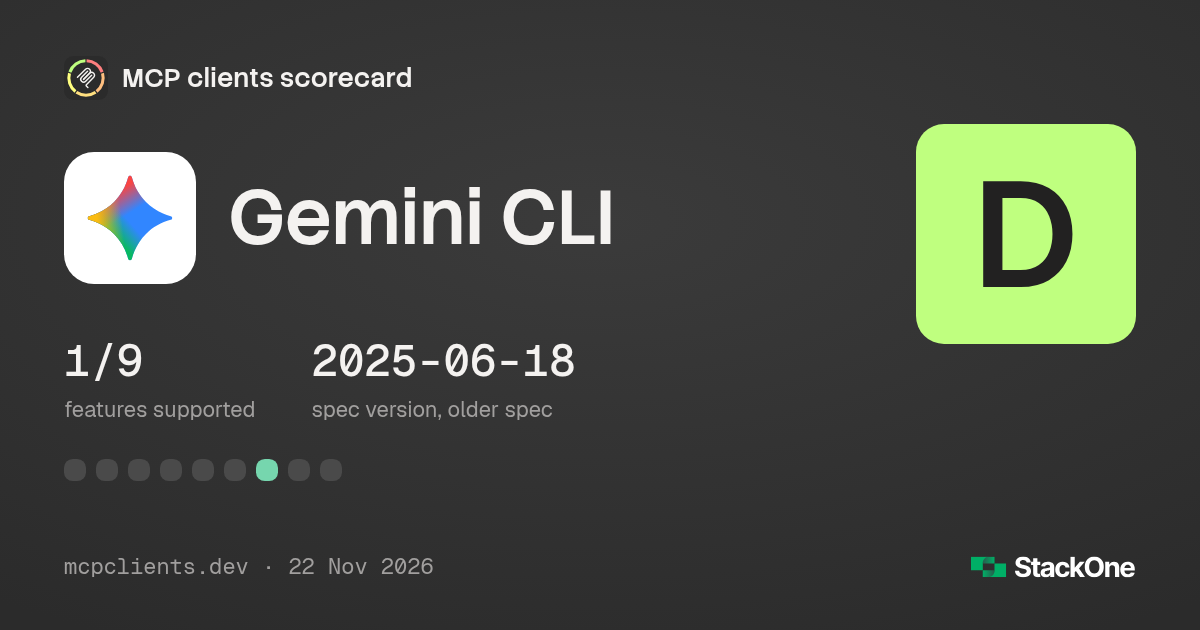 MCP clients scorecard
Gemini CLI
D
1/9
features supported
2025-06-18
spec version, older spec
mcpclients.dev · 22 Nov 2026
StackOne